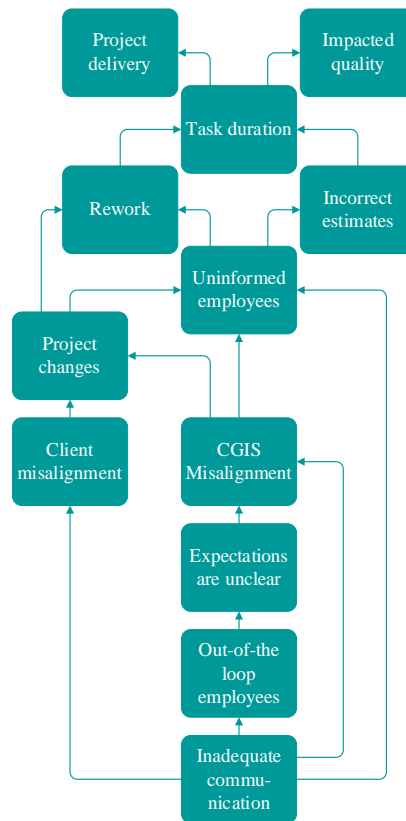 Project
delivery
Impacted
quality
Task duration
Rework
Incorrect
estimates
Uninformed
employees
Project
changes
Client
misalignment
CGIS
Misalignment
Expectations
are unclear
Out-of-the
loop
employees
Inadequate
commu-
nication